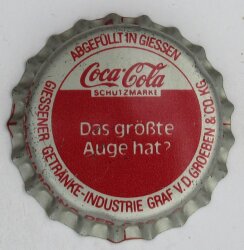 ABGEFÜLLT IN GIESSEN
Coca-Cola
SCHUTZMARKE
Das größte
Auge hat?
GIESSENER GETRÄNKE-INDUSTRIE GRAF V.D. GROEBEN & CO. KG